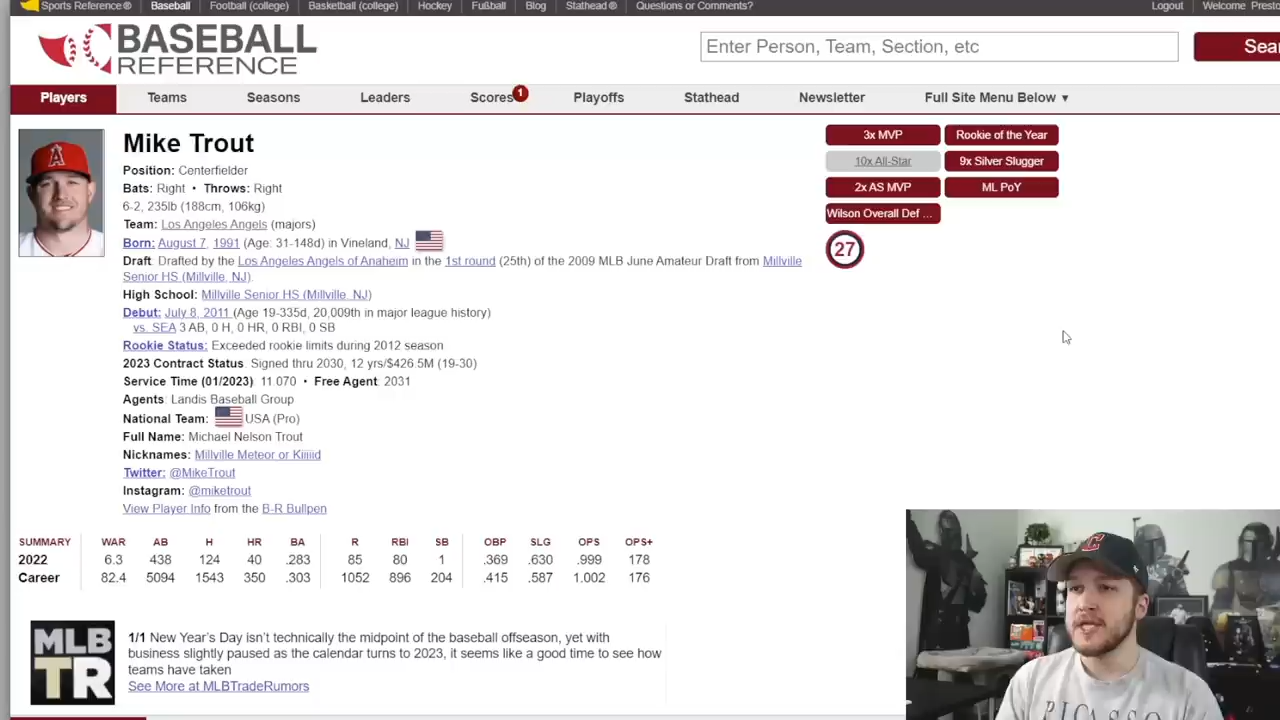 Sports Reference® Baseball Football (college) Basketball (college) Hockey Fußball Blog Stathead® Questions or Comments? Logout Welcome
BASEBALL
REFERENCE
Enter Person, Team, Section, etc
Players Teams Seasons Leaders Scores 1 Playoffs Stathead Newsletter Full Site Menu Below ▼
Mike Trout
Position: Centerfielder
Bats: Right • Throws: Right
6-2, 235lb (188cm, 106kg)
Team: Los Angeles Angels (majors)
Born: August 7, 1991 (Age: 31-148d) in Vineland, NJ
Draft: Drafted by the Los Angeles Angels of Anaheim in the 1st round (25th) of the 2009 MLB June Amateur Draft from Millville
Senior HS (Millville, NJ).
High School: Millville Senior HS (Millville, NJ)
Debut: July 8, 2011 (Age 19-335d, 20,009th in major league history)
vs. SEA 3 AB, 0 H, 0 HR, 0 RBI, 0 SB
Rookie Status: Exceeded rookie limits during 2012 season
2023 Contract Status: Signed thru 2030, 12 yrs/$426.5M (19-30)
Service Time (01/2023): 11.070 • Free Agent: 2031
Agents: Landis Baseball Group
National Team: USA (Pro)
Full Name: Michael Nelson Trout
Nicknames: Millville Meteor or Kiiiiid
Twitter: @MikeTrout
Instagram: @miketrout
View Player Info from the B-R Bullpen
3x MVP Rookie of the Year
10x All-Star 9x Silver Slugger
2x AS MVP ML PoY
Wilson Overall Def ...
27
SUMMARY WAR AB H HR BA R RBI SB OBP SLG OPS OPS+
2022 6.3 438 124 40 .283 85 80 1 .369 .630 .999 178
Career 82.4 5094 1543 350 .303 1052 896 204 .415 .587 1.002 176
MLB
TR
1/1 New Year's Day isn't technically the midpoint of the baseball offseason, yet with
business slightly paused as the calendar turns to 2023, it seems like a good time to see how
teams have taken
See More at MLBTradeRumors
PICASSO